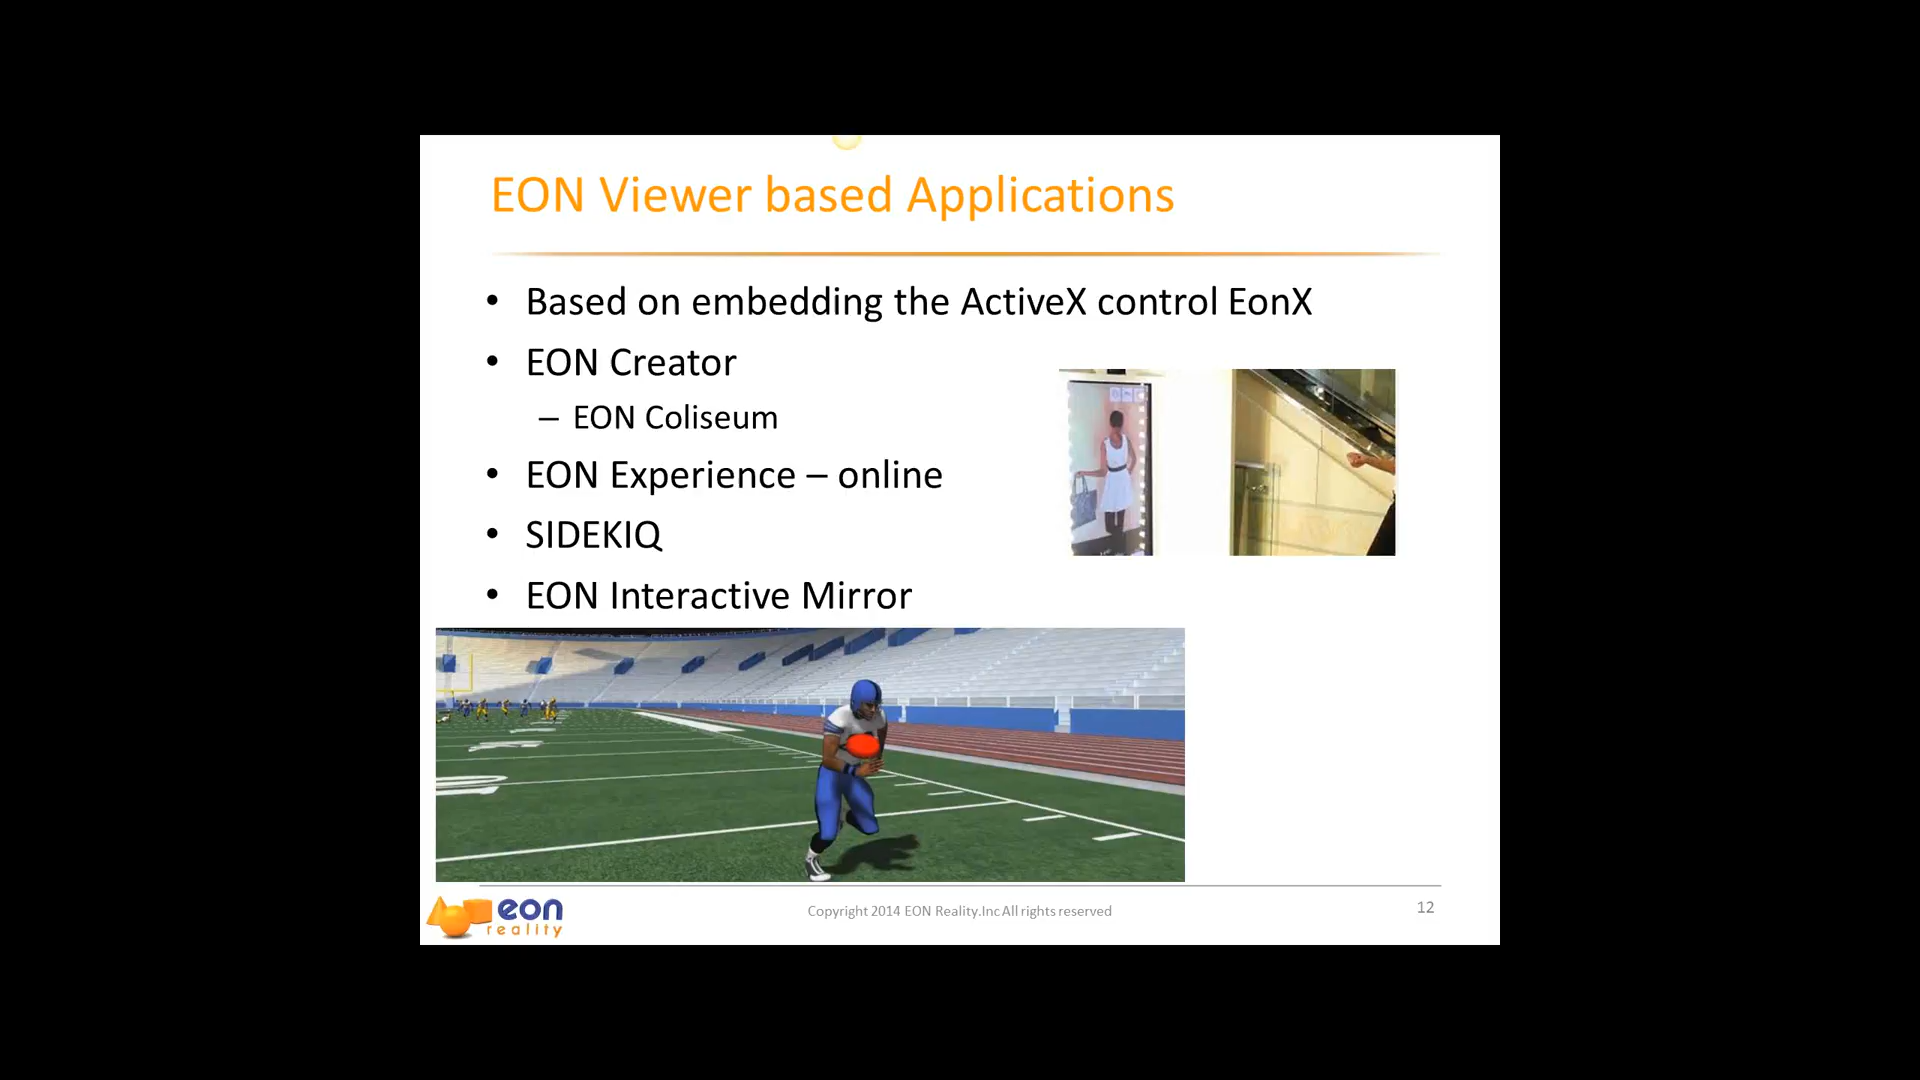 EON Viewer based Applications
• Based on embedding the ActiveX control EonX
• EON Creator
– EON Coliseum
• EON Experience – online
• SIDEKIQ
• EON Interactive Mirror
eon
reality
Copyright 2014 EON Reality.Inc All rights reserved
12